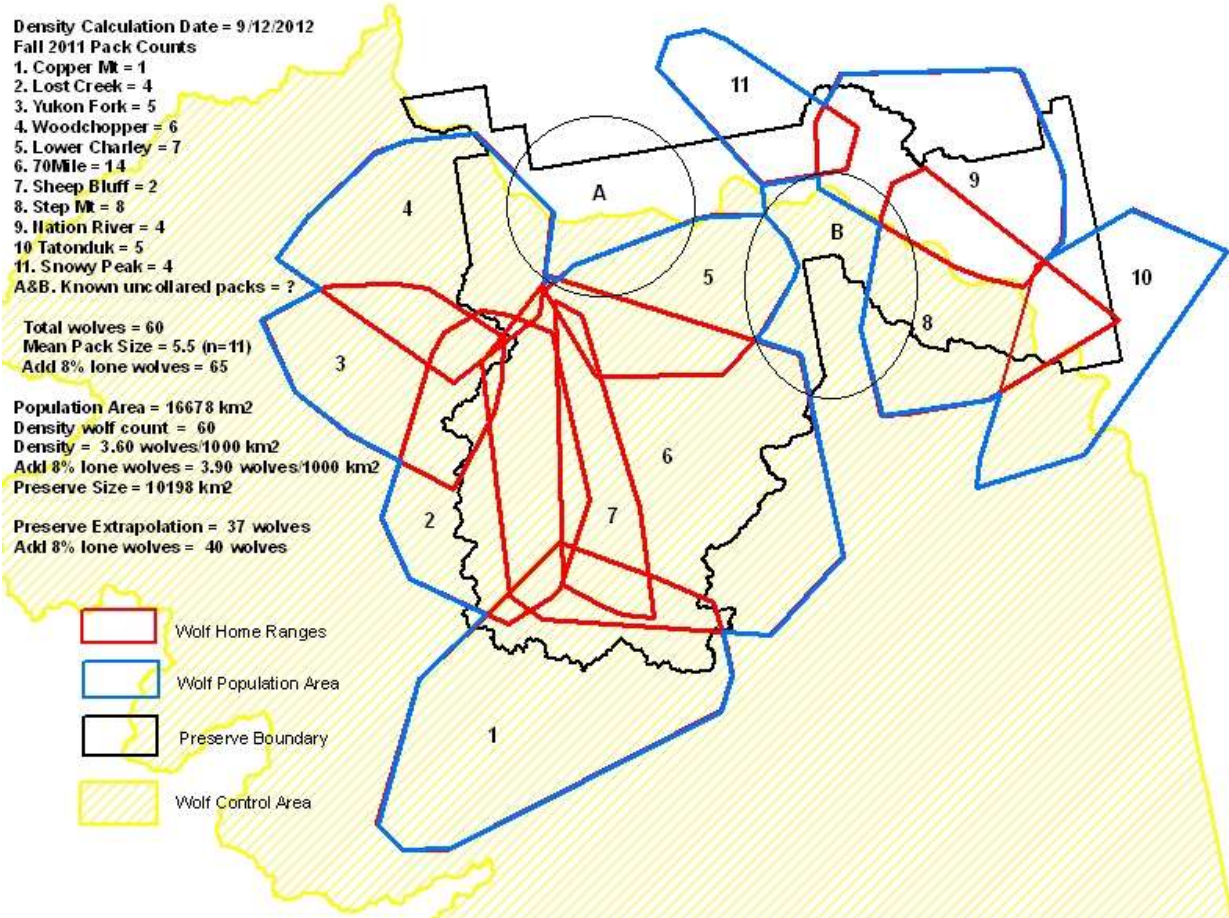 Density Calculation Date = 9/12/2012
Fall 2011 Pack Counts
1. Copper Mt = 1
2. Lost Creek = 4
3. Yukon Fork = 5
4. Woodchopper = 6
5. Lower Charley = 7
6. 70Mile = 14
7. Sheep Bluff = 2
8. Step Mt = 8
9. Nation River = 4
10 Tatonduk = 5
11. Snowy Peak = 4
A&B. Known uncollared packs = ?
Total wolves = 60
Mean Pack Size = 5.5 (n=11)
Add 8% lone wolves = 65
Population Area = 16678 km2
Density wolf count = 60
Density = 3.60 wolves/1000 km2
Add 8% lone wolves = 3.90 wolves/1000 km2
Preserve Size = 10198 km2
Preserve Extrapolation = 37 wolves
Add 8% lone wolves = 40 wolves
Wolf Home Ranges
Wolf Population Area
Preserve Boundary
Wolf Control Area
11
A
9
4
B
5
10
8
3
6
7
2
1